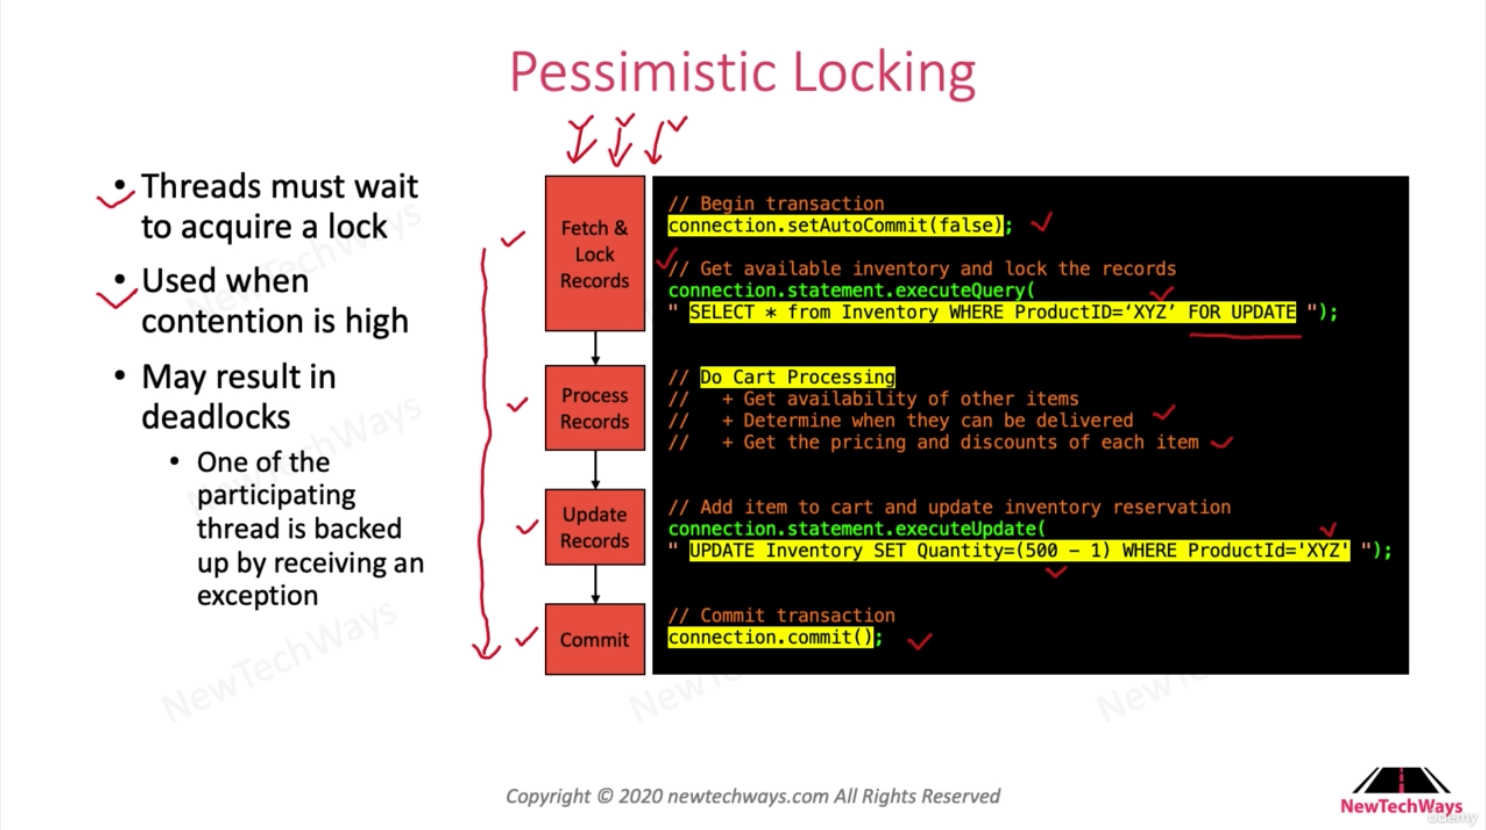 Pessimistic Locking
• Threads must wait
to acquire a lock
• Used when
contention is high
• May result in
deadlocks
• One of the
participating
thread is backed
up by receiving an
exception
Fetch &
Lock
Records
Process
Records
Update
Records
Commit
// Begin transaction
connection.setAutoCommit(false);
// Get available inventory and lock the records
connection.statement.executeQuery(
" SELECT * from Inventory WHERE ProductID=‘XYZ’ FOR UPDATE ");
// Do Cart Processing
// + Get availability of other items
// + Determine when they can be delivered
// + Get the pricing and discounts of each item
// Add item to cart and update inventory reservation
connection.statement.executeUpdate(
" UPDATE Inventory SET Quantity=(500 – 1) WHERE ProductId='XYZ' ");
// Commit transaction
connection.commit();
NewTechWays
NewTechWays
NewTechWays
Copyright © 2020 newtechways.com All Rights Reserved
NewTechWays
udemy